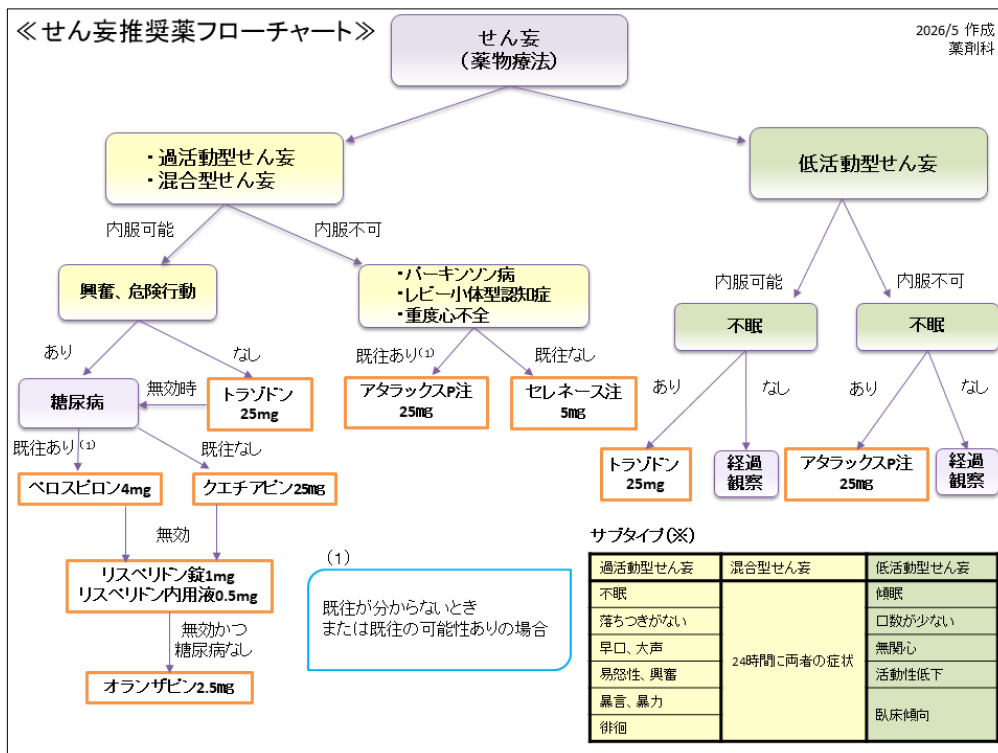 ≪せん妄推奨薬フローチャート≫
2026/5 作成
薬剤科
せん妄
(薬物療法)
・過活動型せん妄
・混合型せん妄
低活動型せん妄
内服可能
内服不可
興奮、危険行動
・パーキンソン病
・レビー小体型認知症
・重度心不全
内服可能
内服不可
不眠
不眠
あり
なし
既往あり(1)
既往なし
糖尿病
無効時
トラゾドン
25mg
アタラックスP注
25mg
セレネース注
5mg
あり
なし
あり
なし
既往あり(1)
既往なし
ペロスピロン4mg
クエチアピン25mg
トラゾドン
25mg
経過
観察
アタラックスP注
25mg
経過
観察
無効
リスペリドン錠1mg
リスペリドン内用液0.5mg
無効かつ
糖尿病なし
オランザピン2.5mg
(1)
既往が分からないとき
または既往の可能性ありの場合
サブタイプ(※)
過活動型せん妄 混合型せん妄 低活動型せん妄
不眠 傾眠
落ちつきがない 口数が少ない
早口、大声 無関心
24時間に両者の症状
易怒性、興奮 活動性低下
暴言、暴力
臥床傾向
徘徊